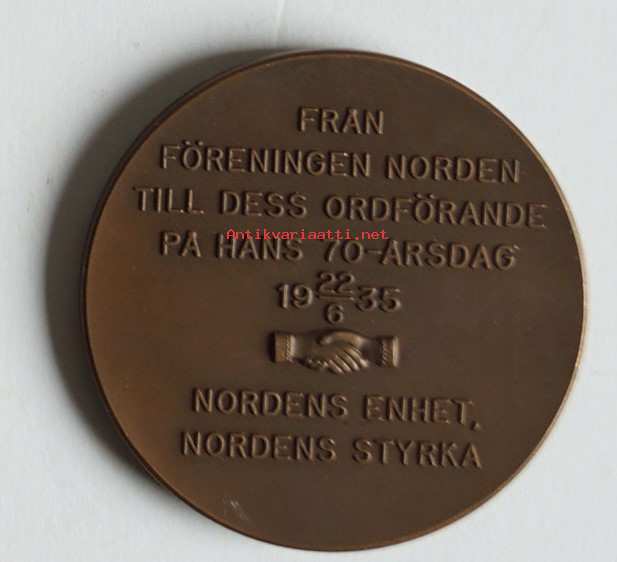 FRÅN
FÖRENINGEN NORDEN
TILL DESS ORDFÖRANDE
Antikvariaatti.net
PÅ HANS 70-ÅRSDAG
19 22/6 35
NORDENS ENHET,
NORDENS STYRKA